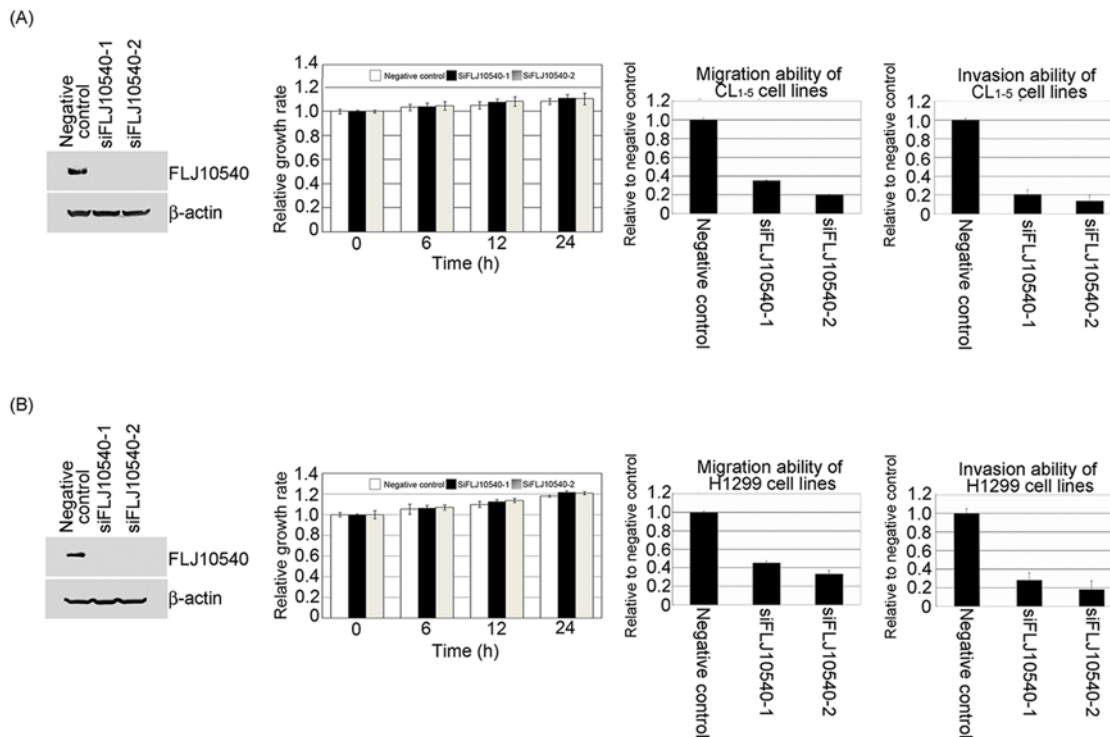 (A)
Negative
control
siFLJ10540-1
siFLJ10540-2
FLJ10540
β-actin
Relative growth rate
1.4
1.2
1
0.8
0.6
0.4
0.2
0
Negative control SiFLJ10540-1 SiFLJ10540-2
0 6 12 24
Time (h)
Migration ability of
CL1-5 cell lines
Relative to negative control
1.2
1.0
0.8
0.6
0.4
0.2
0
Negative control
siFLJ10540-1
siFLJ10540-2
Invasion ability of
CL1-5 cell lines
Relative to negative control
1.2
1.0
0.8
0.6
0.4
0.2
0
Negative control
siFLJ10540-1
siFLJ10540-2
(B)
Negative
control
siFLJ10540-1
siFLJ10540-2
FLJ10540
β-actin
Relative growth rate
1.4
1.2
1.0
0.8
0.6
0.4
0.2
0
Negative control SiFLJ10540-1 SiFLJ10540-2
0 6 12 24
Time (h)
Migration ability of
H1299 cell lines
Relative to negative control
1.2
1.0
0.8
0.6
0.4
0.2
0
Negative control
siFLJ10540-1
siFLJ10540-2
Invasion ability of
H1299 cell lines
Relative to negative control
1.2
1.0
0.8
0.6
0.4
0.2
0
Negative control
siFLJ10540-1
siFLJ10540-2